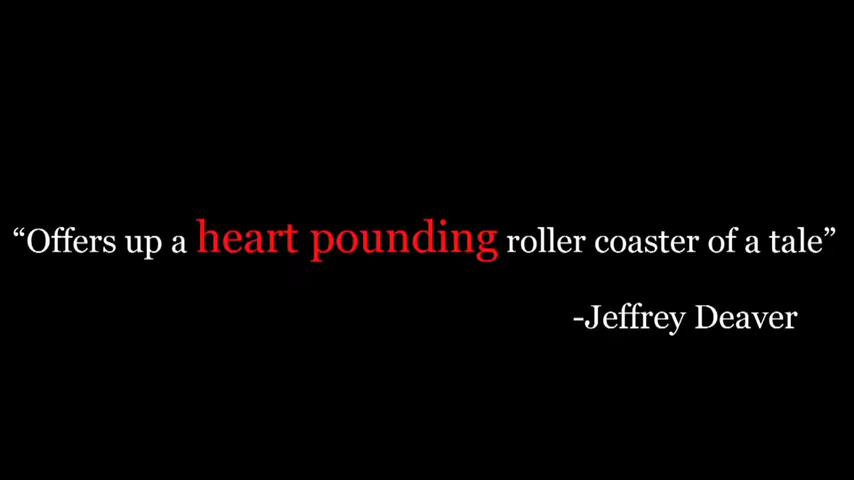 “Offers up a heart pounding roller coaster of a tale”
-Jeffrey Deaver